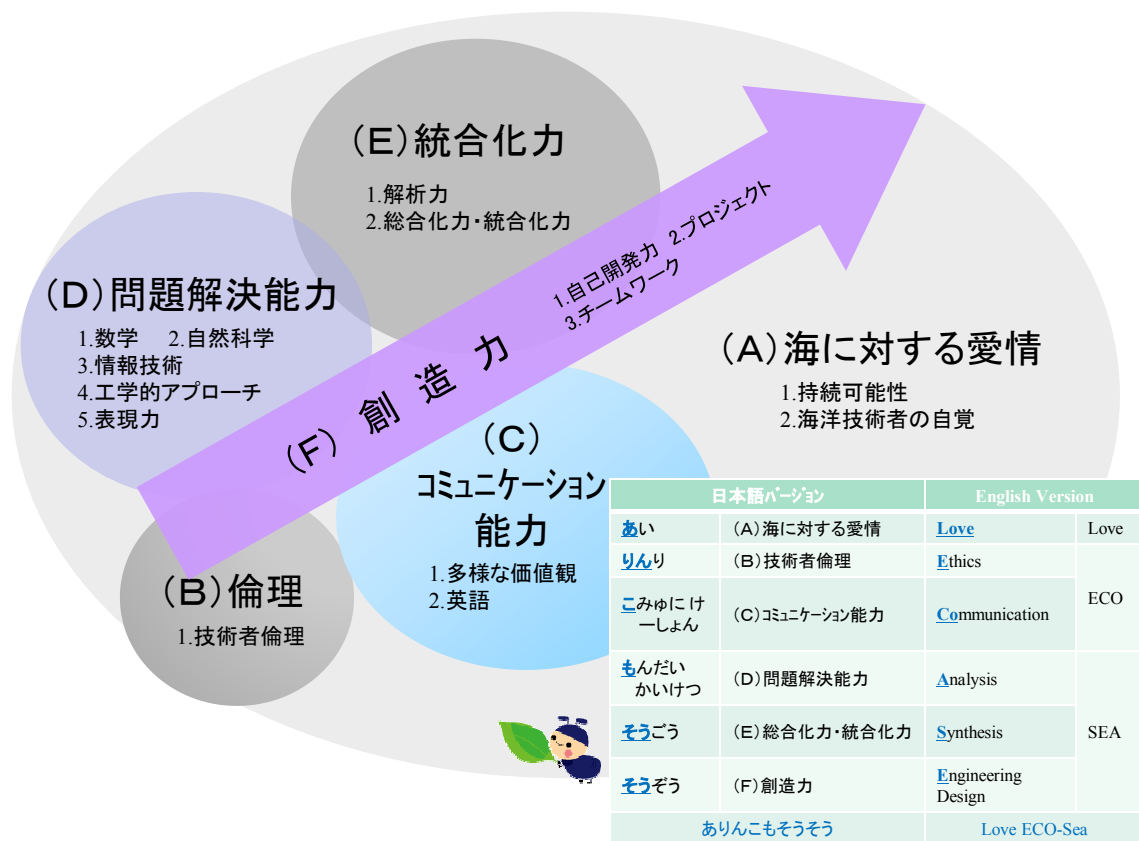 (E)統合化力
1.解析力
2.総合化力・統合化力
(D)問題解決能力
1.数学 2.自然科学
3.情報技術
4.工学的アプローチ
5.表現力
(F) 創 造 力
1.自己開発力 2.プロジェクト
3.チームワーク
(A)海に対する愛情
1.持続可能性
2.海洋技術者の自覚
(C)
コミュニケーション
能力
1.多様な価値観
2.英語
(B)倫理
1.技術者倫理
日本語バージョン English Version
あい (A)海に対する愛情 Love Love
りんり (B)技術者倫理 Ethics
ECO
こみゅにけ
ーしょん
(C)コミュニケーション能力 Communication
もんだい
かいけつ
(D)問題解決能力 Analysis
そうごう (E)総合化力・統合化力 Synthesis SEA
そうぞう (F)創造力 Engineering
Design
ありんこもそうそう Love ECO-Sea